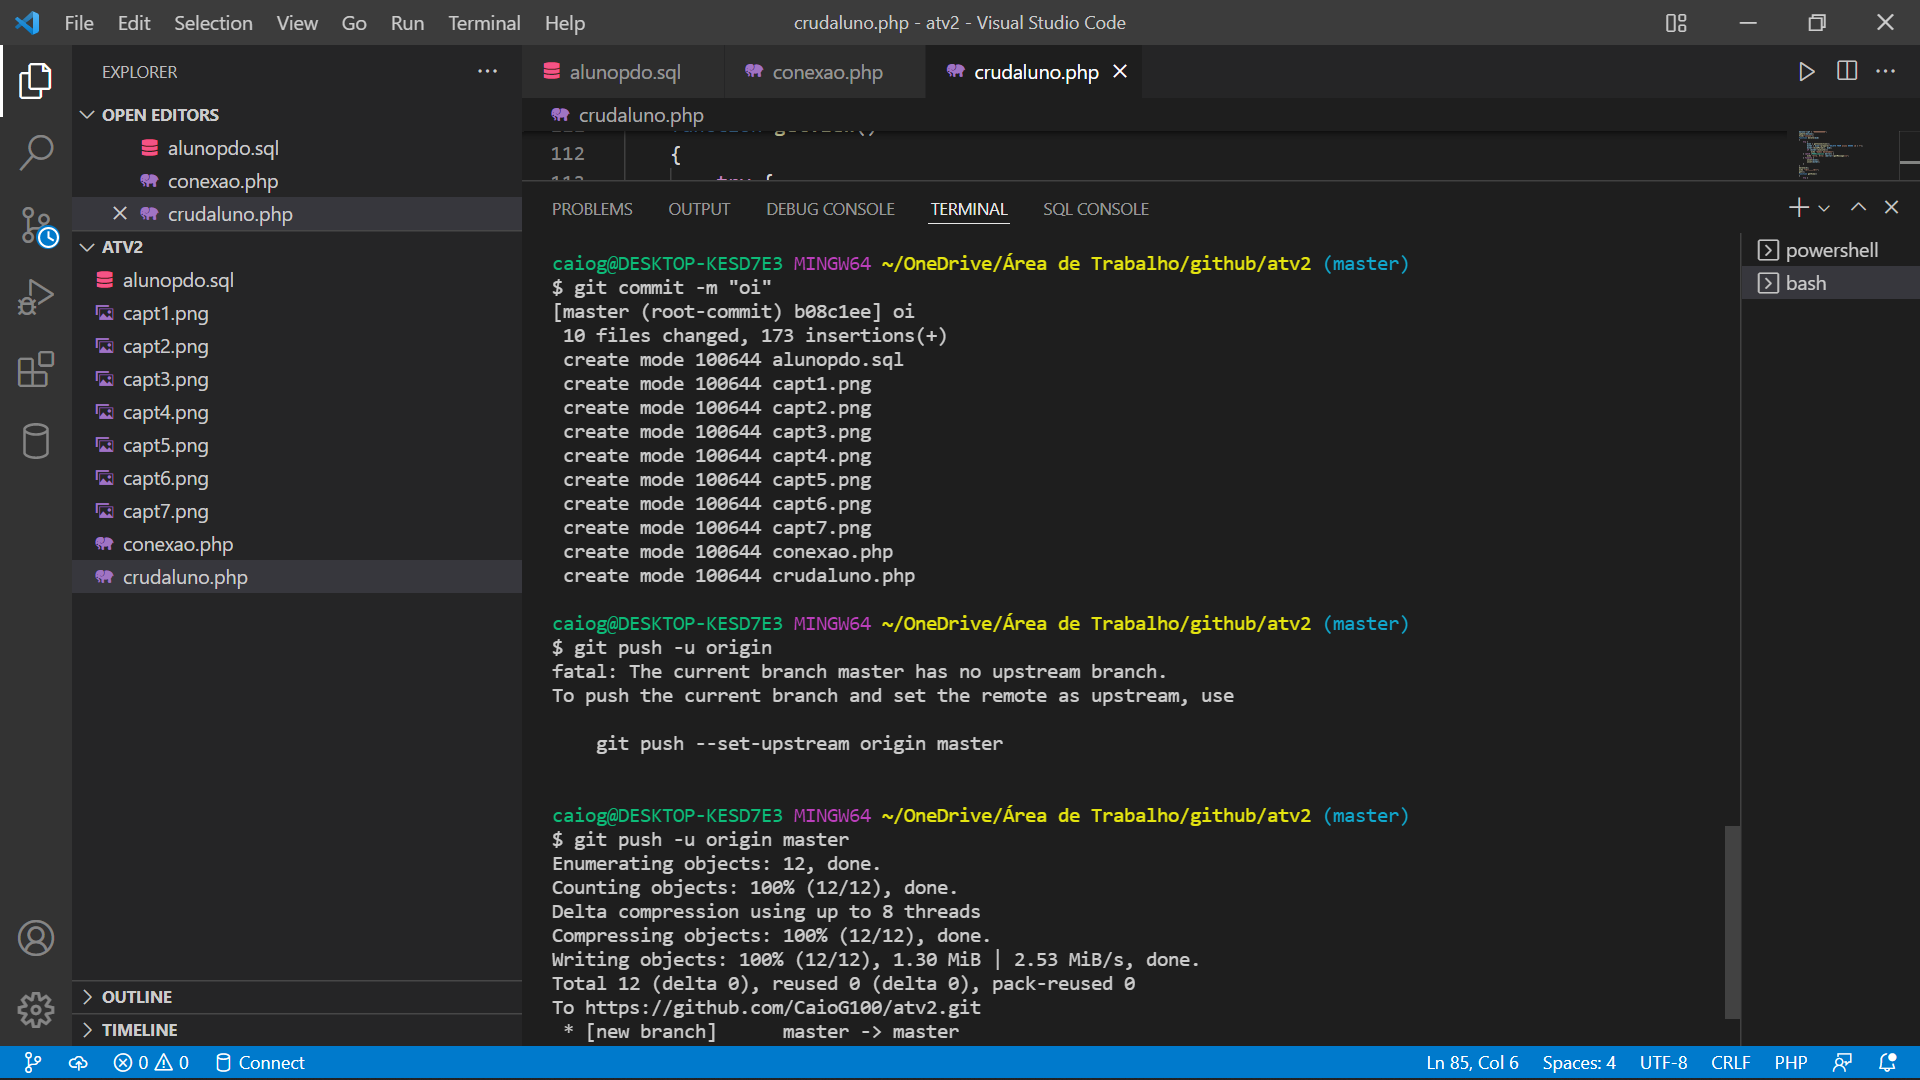 File Edit Selection View Go Run Terminal Help
crudaluno.php - atv2 - Visual Studio Code
EXPLORER
OPEN EDITORS
alunopdo.sql
conexao.php
crudaluno.php
ATV2
alunopdo.sql
capt1.png
capt2.png
capt3.png
capt4.png
capt5.png
capt6.png
capt7.png
conexao.php
crudaluno.php
OUTLINE
TIMELINE
alunopdo.sql conexao.php crudaluno.php
crudaluno.php
112 {
PROBLEMS OUTPUT DEBUG CONSOLE TERMINAL SQL CONSOLE
powershell
bash
caiog@DESKTOP-KESD7E3 MINGW64 ~/OneDrive/Área de Trabalho/github/atv2 (master)
$ git commit -m "oi"
[master (root-commit) b08c1ee] oi
10 files changed, 173 insertions(+)
create mode 100644 alunopdo.sql
create mode 100644 capt1.png
create mode 100644 capt2.png
create mode 100644 capt3.png
create mode 100644 capt4.png
create mode 100644 capt5.png
create mode 100644 capt6.png
create mode 100644 capt7.png
create mode 100644 conexao.php
create mode 100644 crudaluno.php
caiog@DESKTOP-KESD7E3 MINGW64 ~/OneDrive/Área de Trabalho/github/atv2 (master)
$ git push -u origin
fatal: The current branch master has no upstream branch.
To push the current branch and set the remote as upstream, use
git push --set-upstream origin master
caiog@DESKTOP-KESD7E3 MINGW64 ~/OneDrive/Área de Trabalho/github/atv2 (master)
$ git push -u origin master
Enumerating objects: 12, done.
Counting objects: 100% (12/12), done.
Delta compression using up to 8 threads
Compressing objects: 100% (12/12), done.
Writing objects: 100% (12/12), 1.30 MiB | 2.53 MiB/s, done.
Total 12 (delta 0), reused 0 (delta 0), pack-reused 0
To https://github.com/CaioG100/atv2.git
* [new branch] master -> master
0 0 Connect
Ln 85, Col 6 Spaces: 4 UTF-8 CRLF PHP